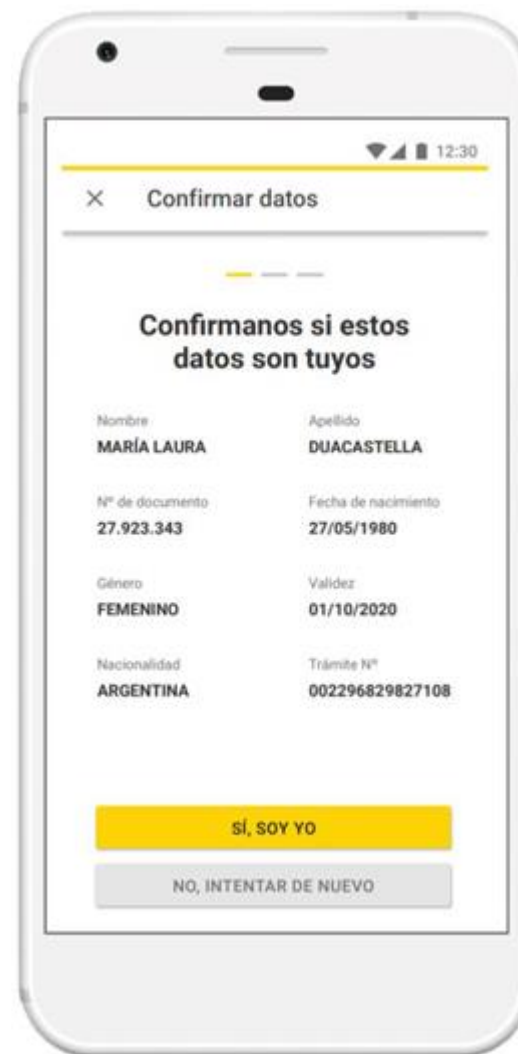 12:30
Confirmar datos
Confirmanos si estos
datos son tuyos
Nombre
Apellido
MARÍA LAURA
DUACASTELLA
Nº de documento
Fecha de nacimiento
27.923.343
27/05/1980
Género
Validez
FEMENINO
01/10/2020
Nacionalidad
Trámite Nº
ARGENTINA
002296829827108
SÍ, SOY YO
NO, INTENTAR DE NUEVO